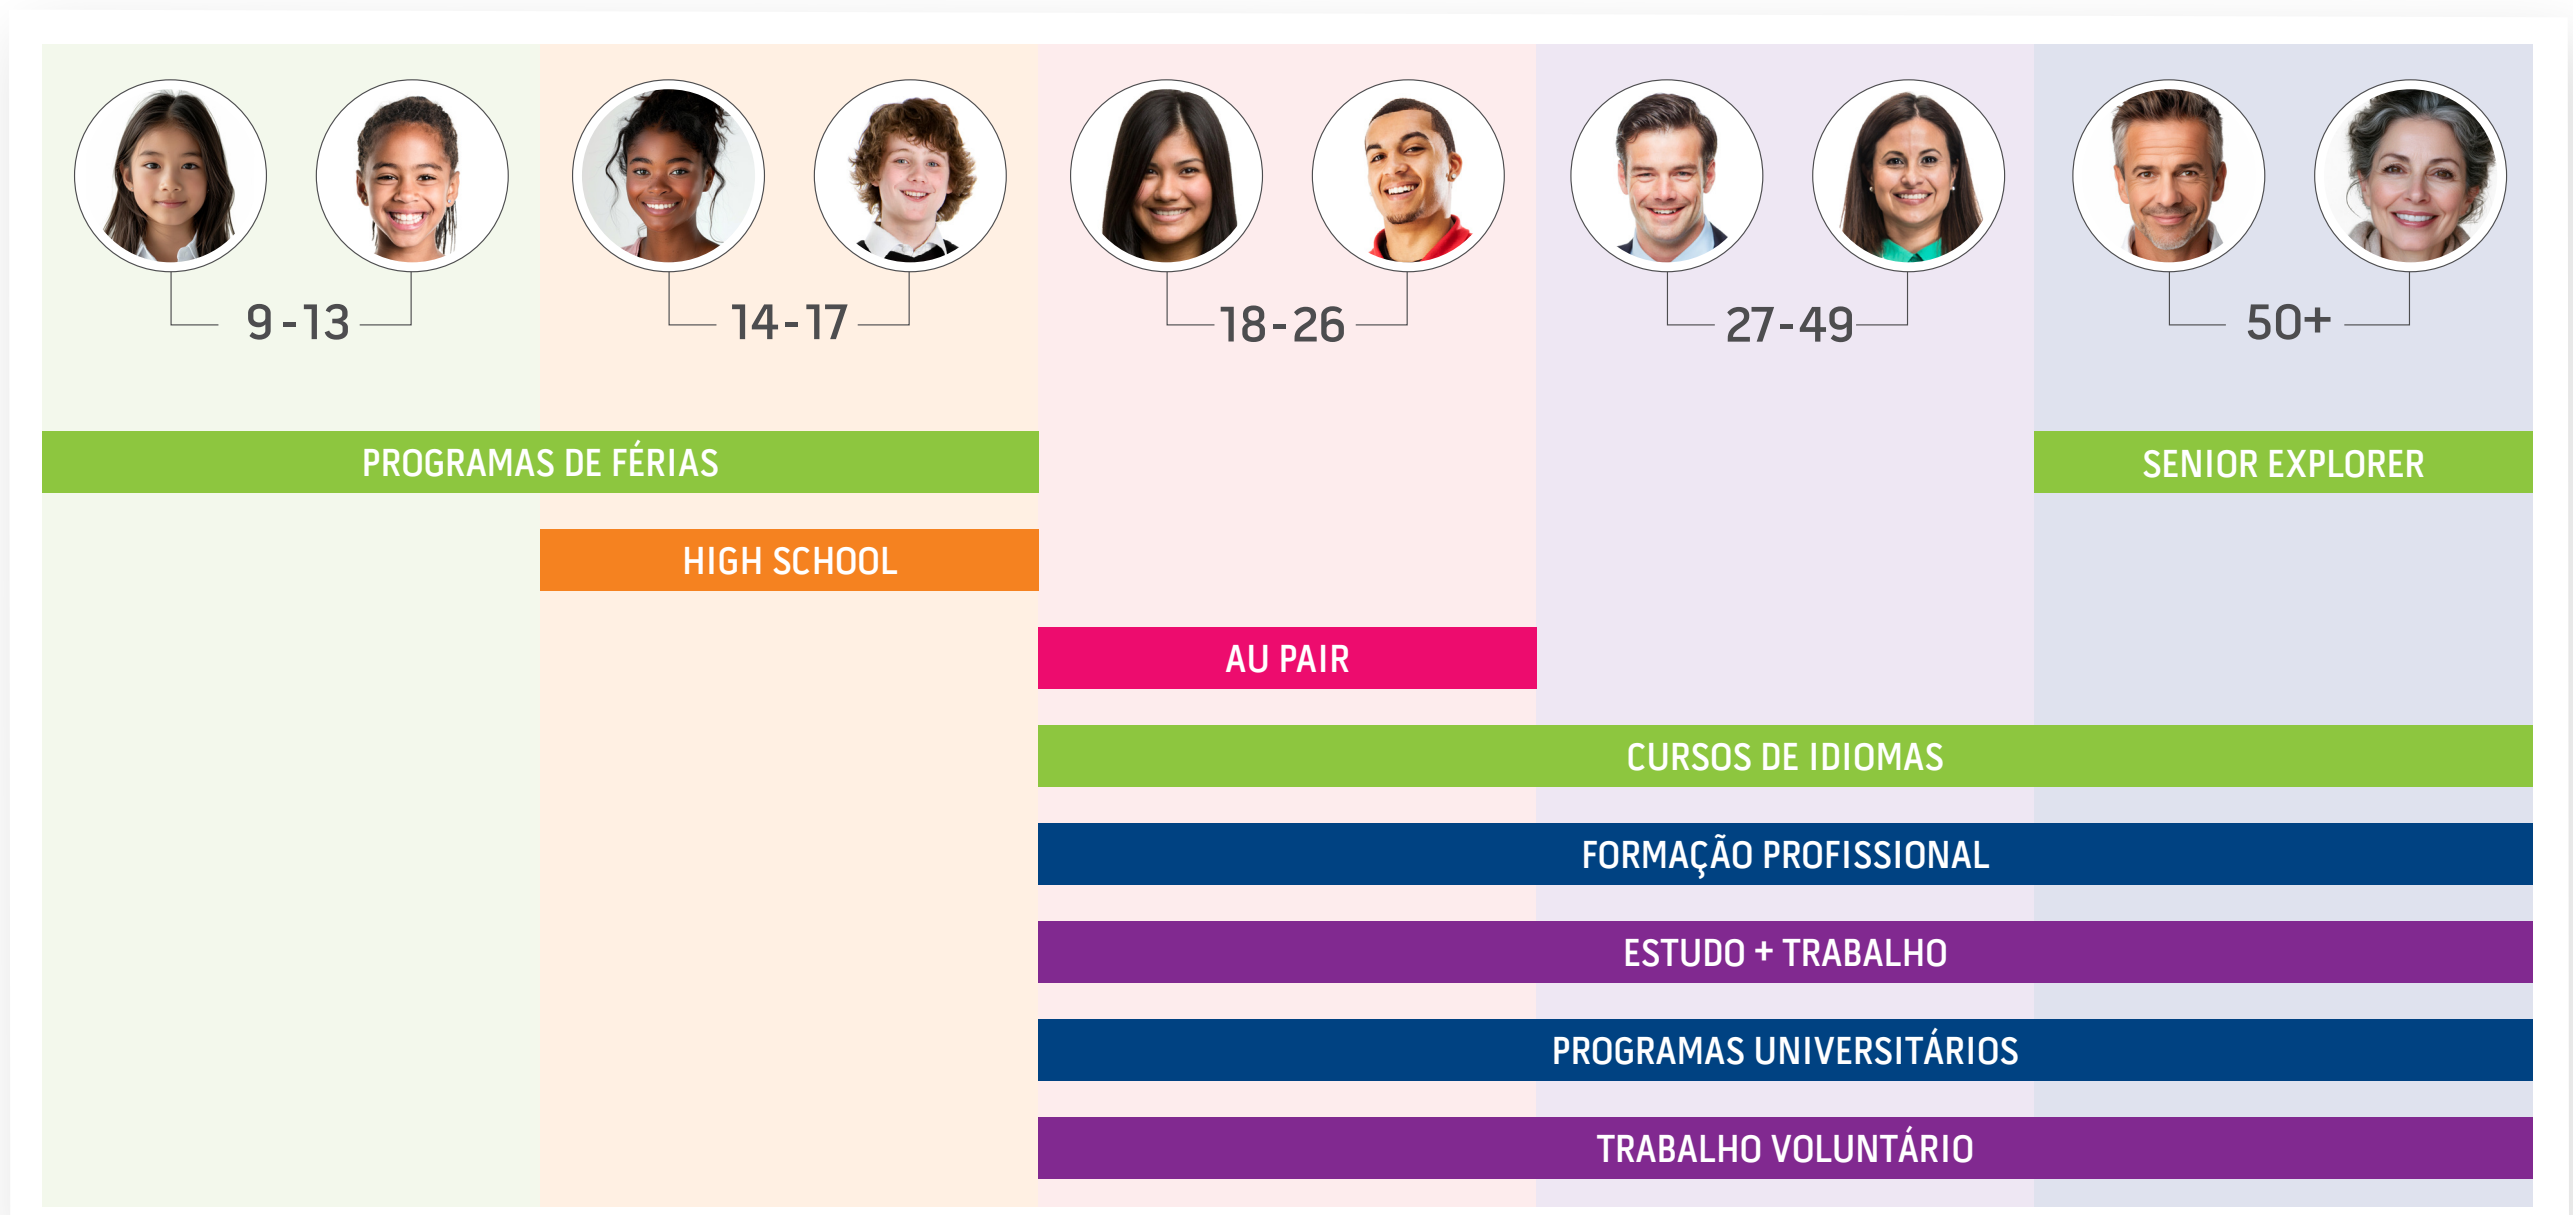 9-13
14-17
18-26
27-49
50+
PROGRAMAS DE FÉRIAS
SENIOR EXPLORER
HIGH SCHOOL
AU PAIR
CURSOS DE IDIOMAS
FORMAÇÃO PROFISSIONAL
ESTUDO + TRABALHO
PROGRAMAS UNIVERSITÁRIOS
TRABALHO VOLUNTÁRIO